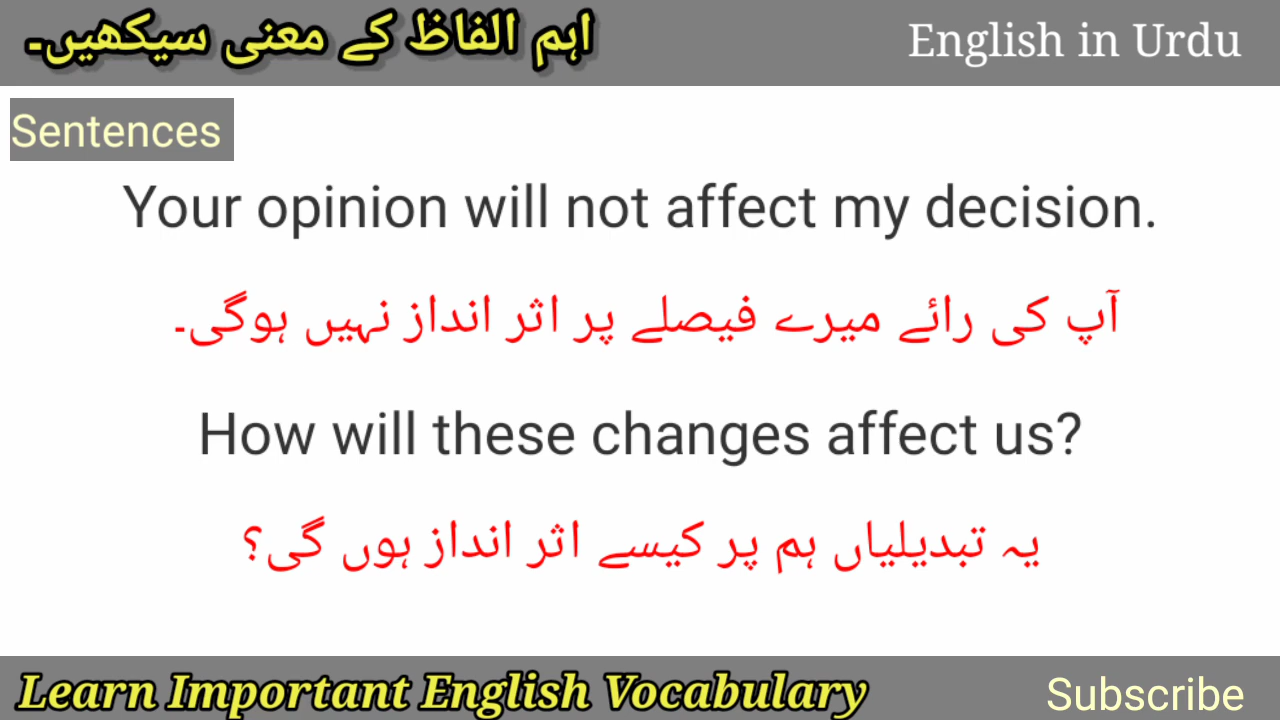 اہم الفاظ کے معنی سیکھیں۔
English in Urdu
Sentences
Your opinion will not affect my decision.
آپ کی رائے میرے فیصلے پر اثر انداز نہیں ہوگی۔
How will these changes affect us?
یہ تبدیلیاں ہم پر کیسے اثر انداز ہوں گی؟
Learn Important English Vocabulary
Subscribe